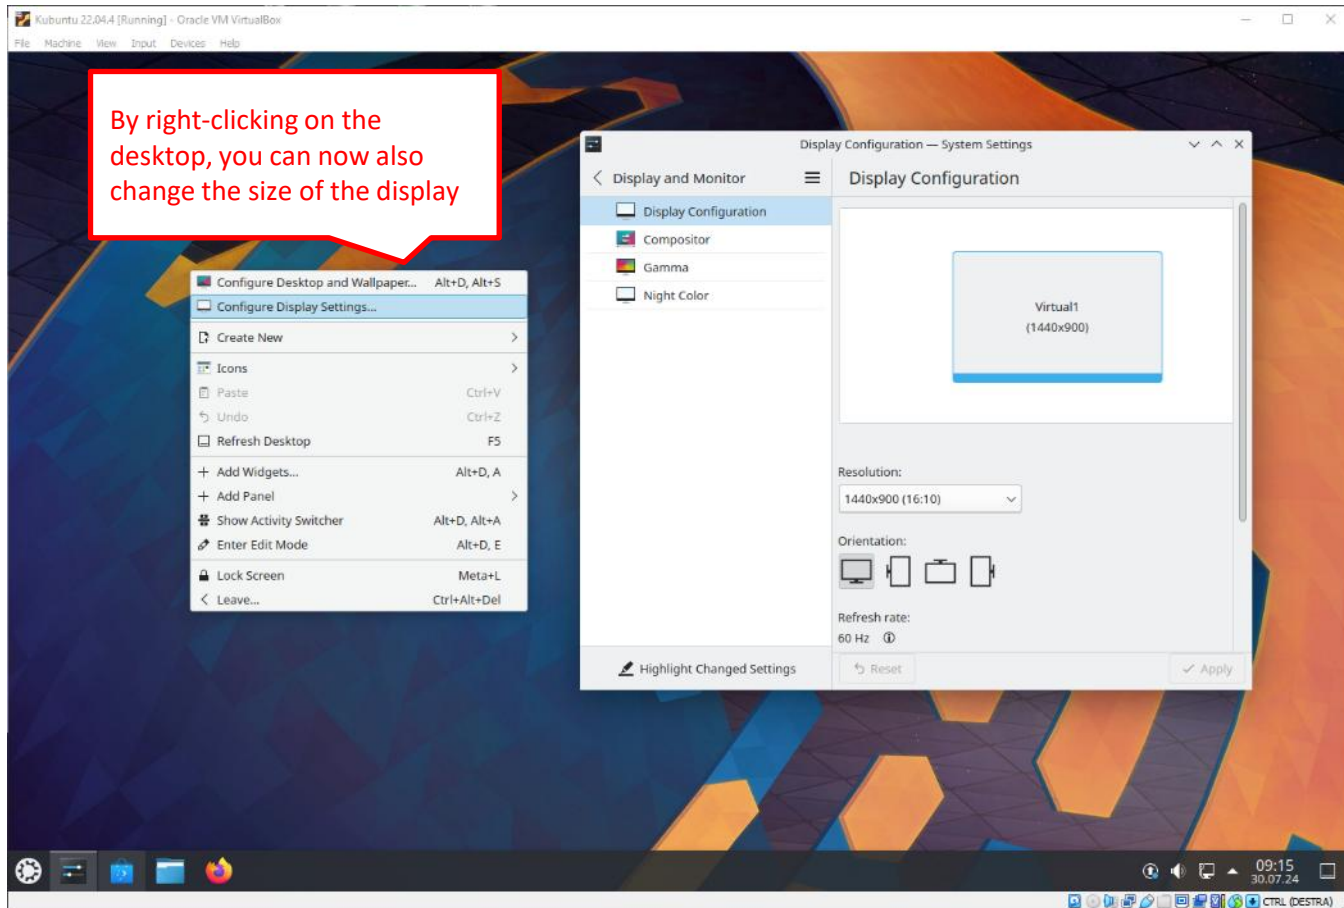 Kubuntu 22.04.4 [Running] - Oracle VM VirtualBox
File Machine View Input Devices Help
By right-clicking on the
desktop, you can now also
change the size of the display
Configure Desktop and Wallpaper... Alt+D, Alt+S
Configure Display Settings...
Create New
Icons
Paste Ctrl+V
Undo Ctrl+Z
Refresh Desktop F5
Add Widgets... Alt+D, A
Add Panel
Show Activity Switcher Alt+D, Alt+A
Enter Edit Mode Alt+D, E
Lock Screen Meta+L
Leave... Ctrl+Alt+Del
Display Configuration — System Settings
Display and Monitor
Display Configuration
Compositor
Gamma
Night Color
Highlight Changed Settings
Display Configuration
Virtual1
(1440x900)
Resolution:
1440x900 (16:10)
Orientation:
Refresh rate:
60 Hz
Reset
Apply
09:15
30.07.24
CTRL (DESTRA)